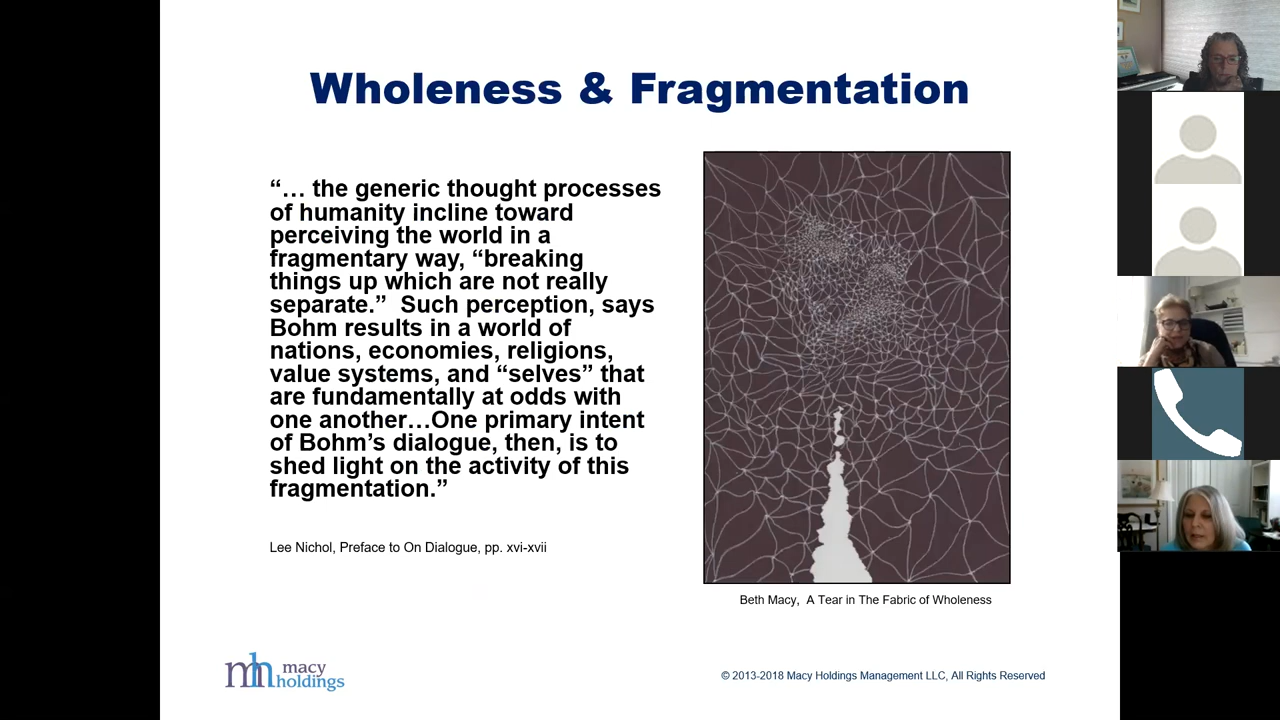 Wholeness & Fragmentation
“… the generic thought processes
of humanity incline toward
perceiving the world in a
fragmentary way, “breaking
things up which are not really
separate.”  Such perception, says
Bohm results in a world of
nations, economies, religions,
value systems, and “selves” that
are fundamentally at odds with
one another…One primary intent
of Bohm’s dialogue, then, is to
shed light on the activity of this
fragmentation.”
Lee Nichol, Preface to On Dialogue, pp. xvi-xvii
Beth Macy,  A Tear in The Fabric of Wholeness
mh macy
holdings
© 2013-2018 Macy Holdings Management LLC, All Rights Reserved